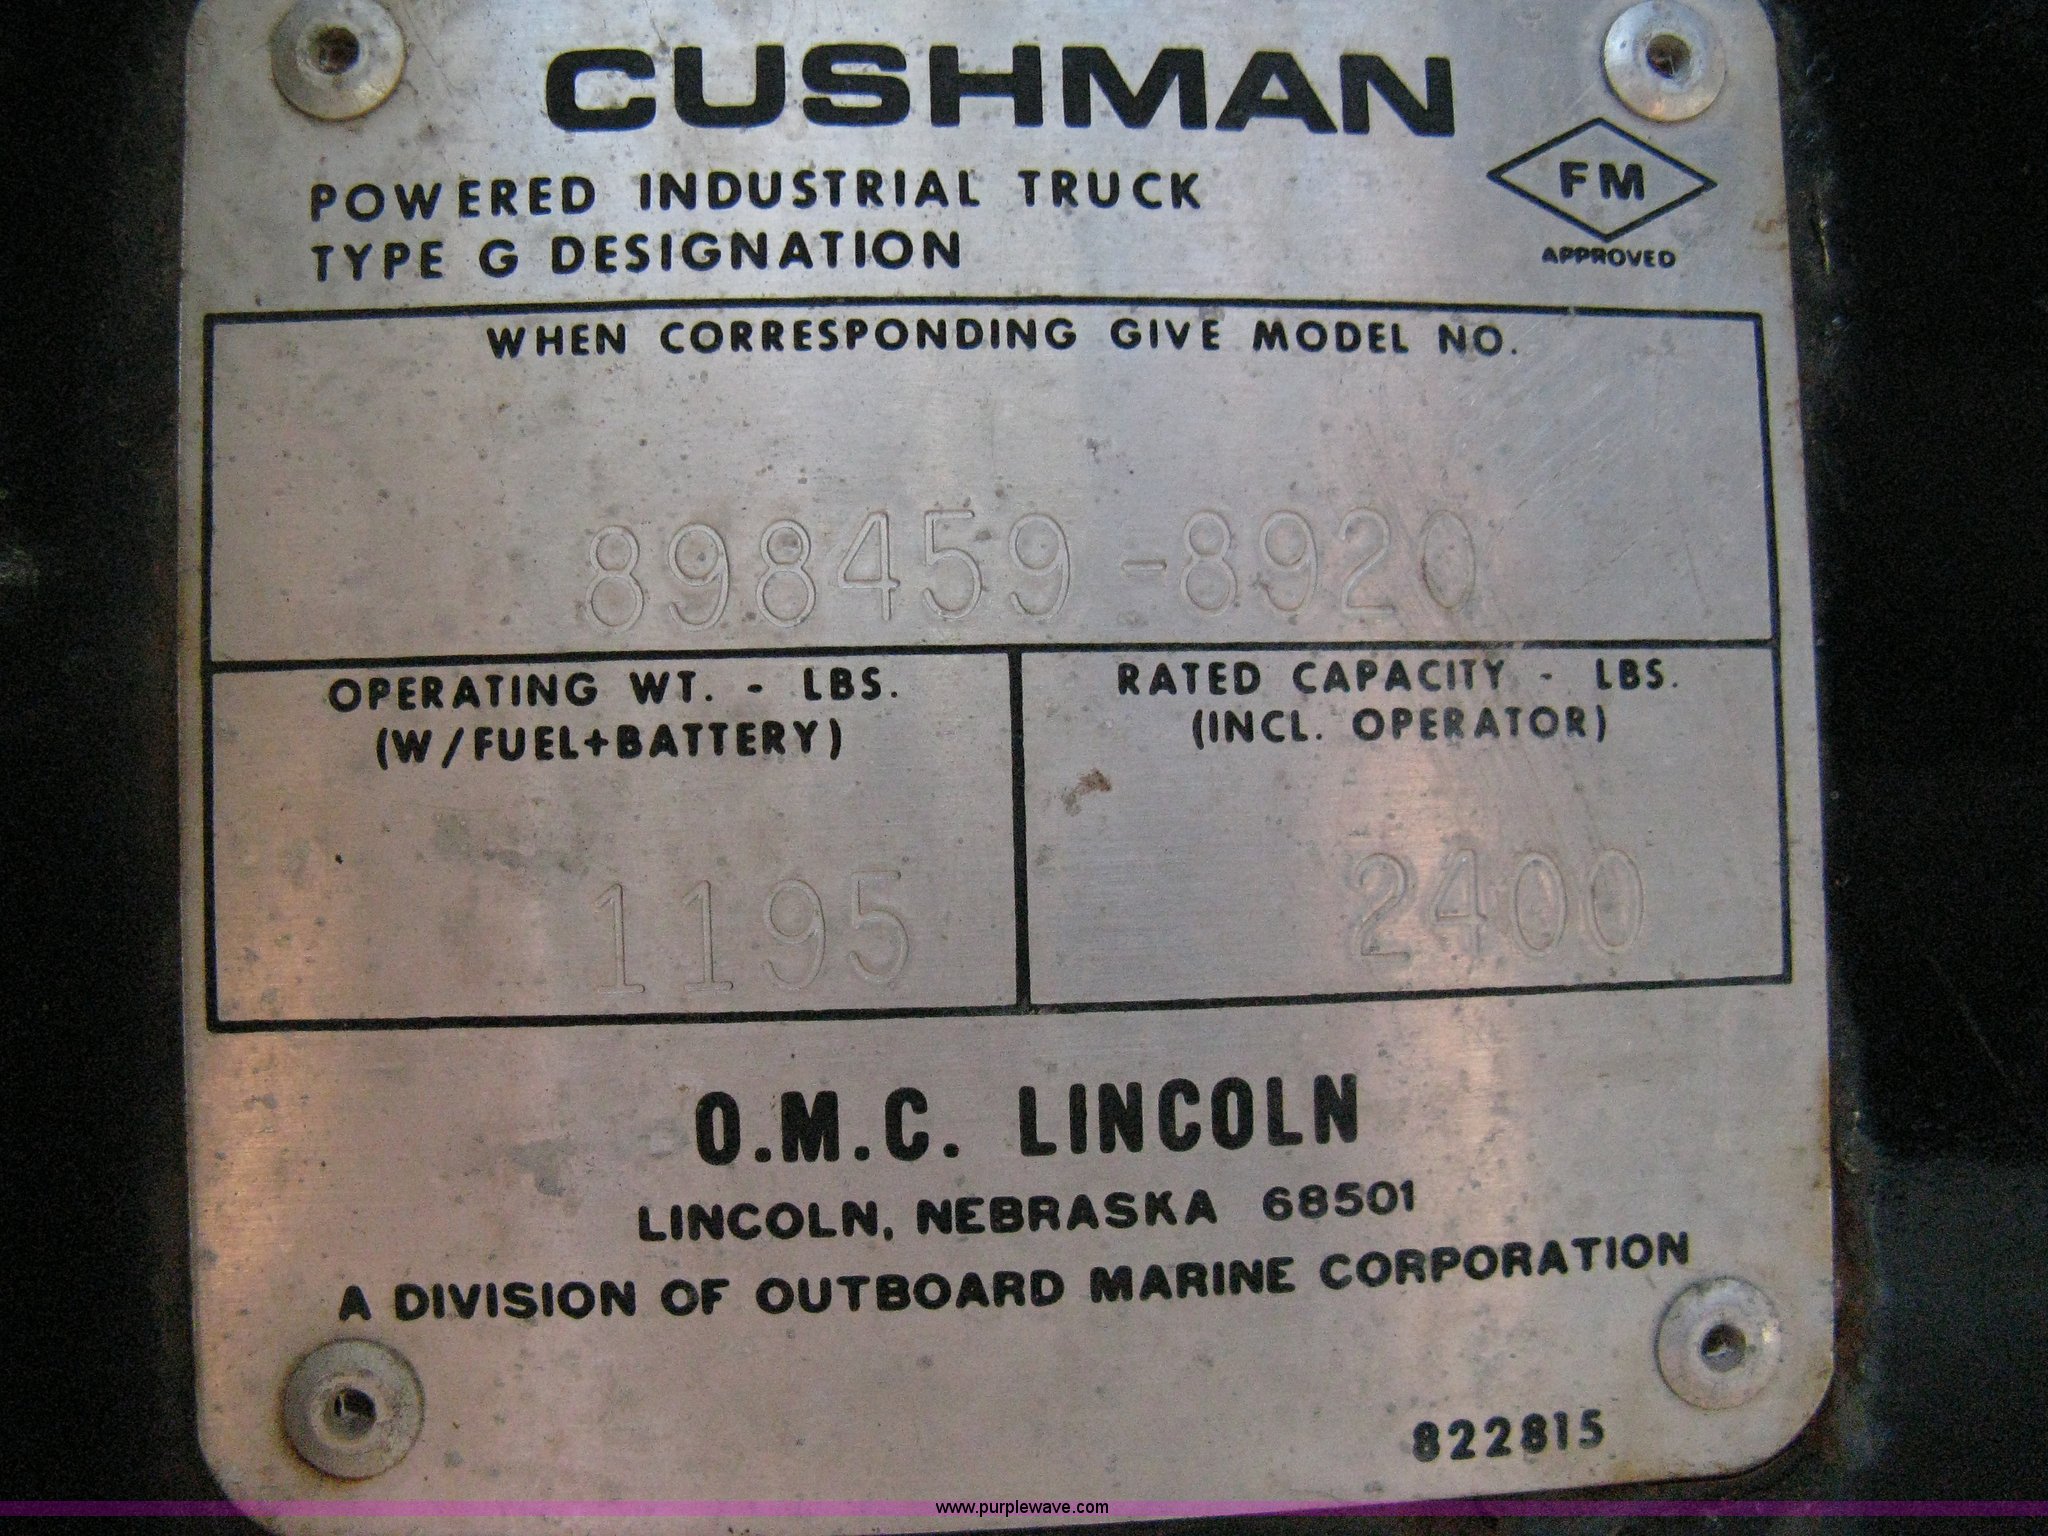 CUSHMAN
POWERED INDUSTRIAL TRUCK
TYPE G DESIGNATION
FM
APPROVED
WHEN CORRESPONDING GIVE MODEL NO.
898459-8920
OPERATING WT. - LBS.
(W/FUEL+BATTERY)
1195
RATED CAPACITY - LBS.
(INCL. OPERATOR)
2400
O.M.C. LINCOLN
LINCOLN, NEBRASKA 68501
A DIVISION OF OUTBOARD MARINE CORPORATION
822815
www.purplewave.com